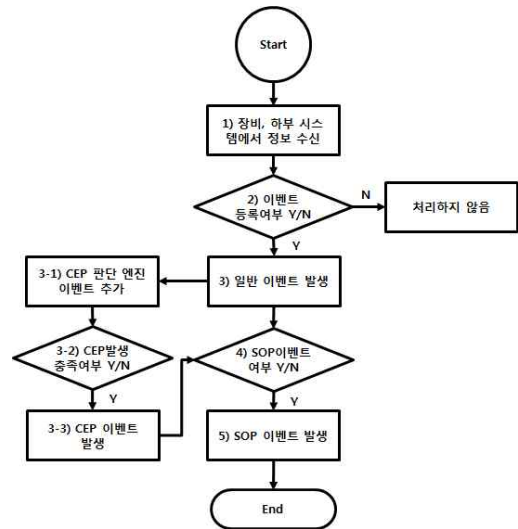 Start
1) 장비, 하부 시스
템에서 정보 수신
2) 이벤트
등록여부 Y/N
N
처리하지 않음
Y
3-1) CEP 판단 엔진
이벤트 추가
3) 일반 이벤트 발생
3-2) CEP발생
충족여부 Y/N
4) SOP이벤트
여부 Y/N
Y
Y
3-3) CEP 이벤트
발생
5) SOP 이벤트 발생
End